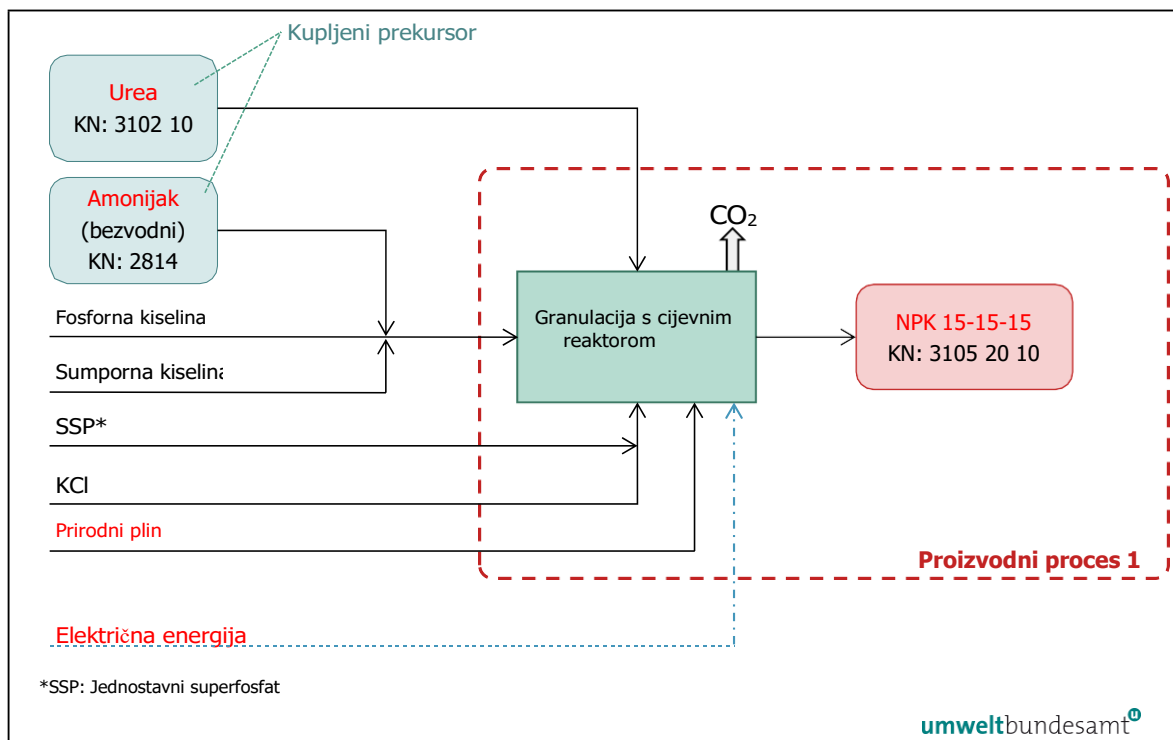 Kupljeni prekursor
Urea
KN: 3102 10
Amonijak
(bezvodni)
KN: 2814
CO₂
Fosforna kiselina
Granulacija s cijevnim
reaktorom
NPK 15-15-15
KN: 3105 20 10
Sumporna kiselina
SSP*
KCl
Prirodni plin
Proizvodni proces 1
Električna energija
*SSP: Jednostavni superfosfat
umweltbundesamt u